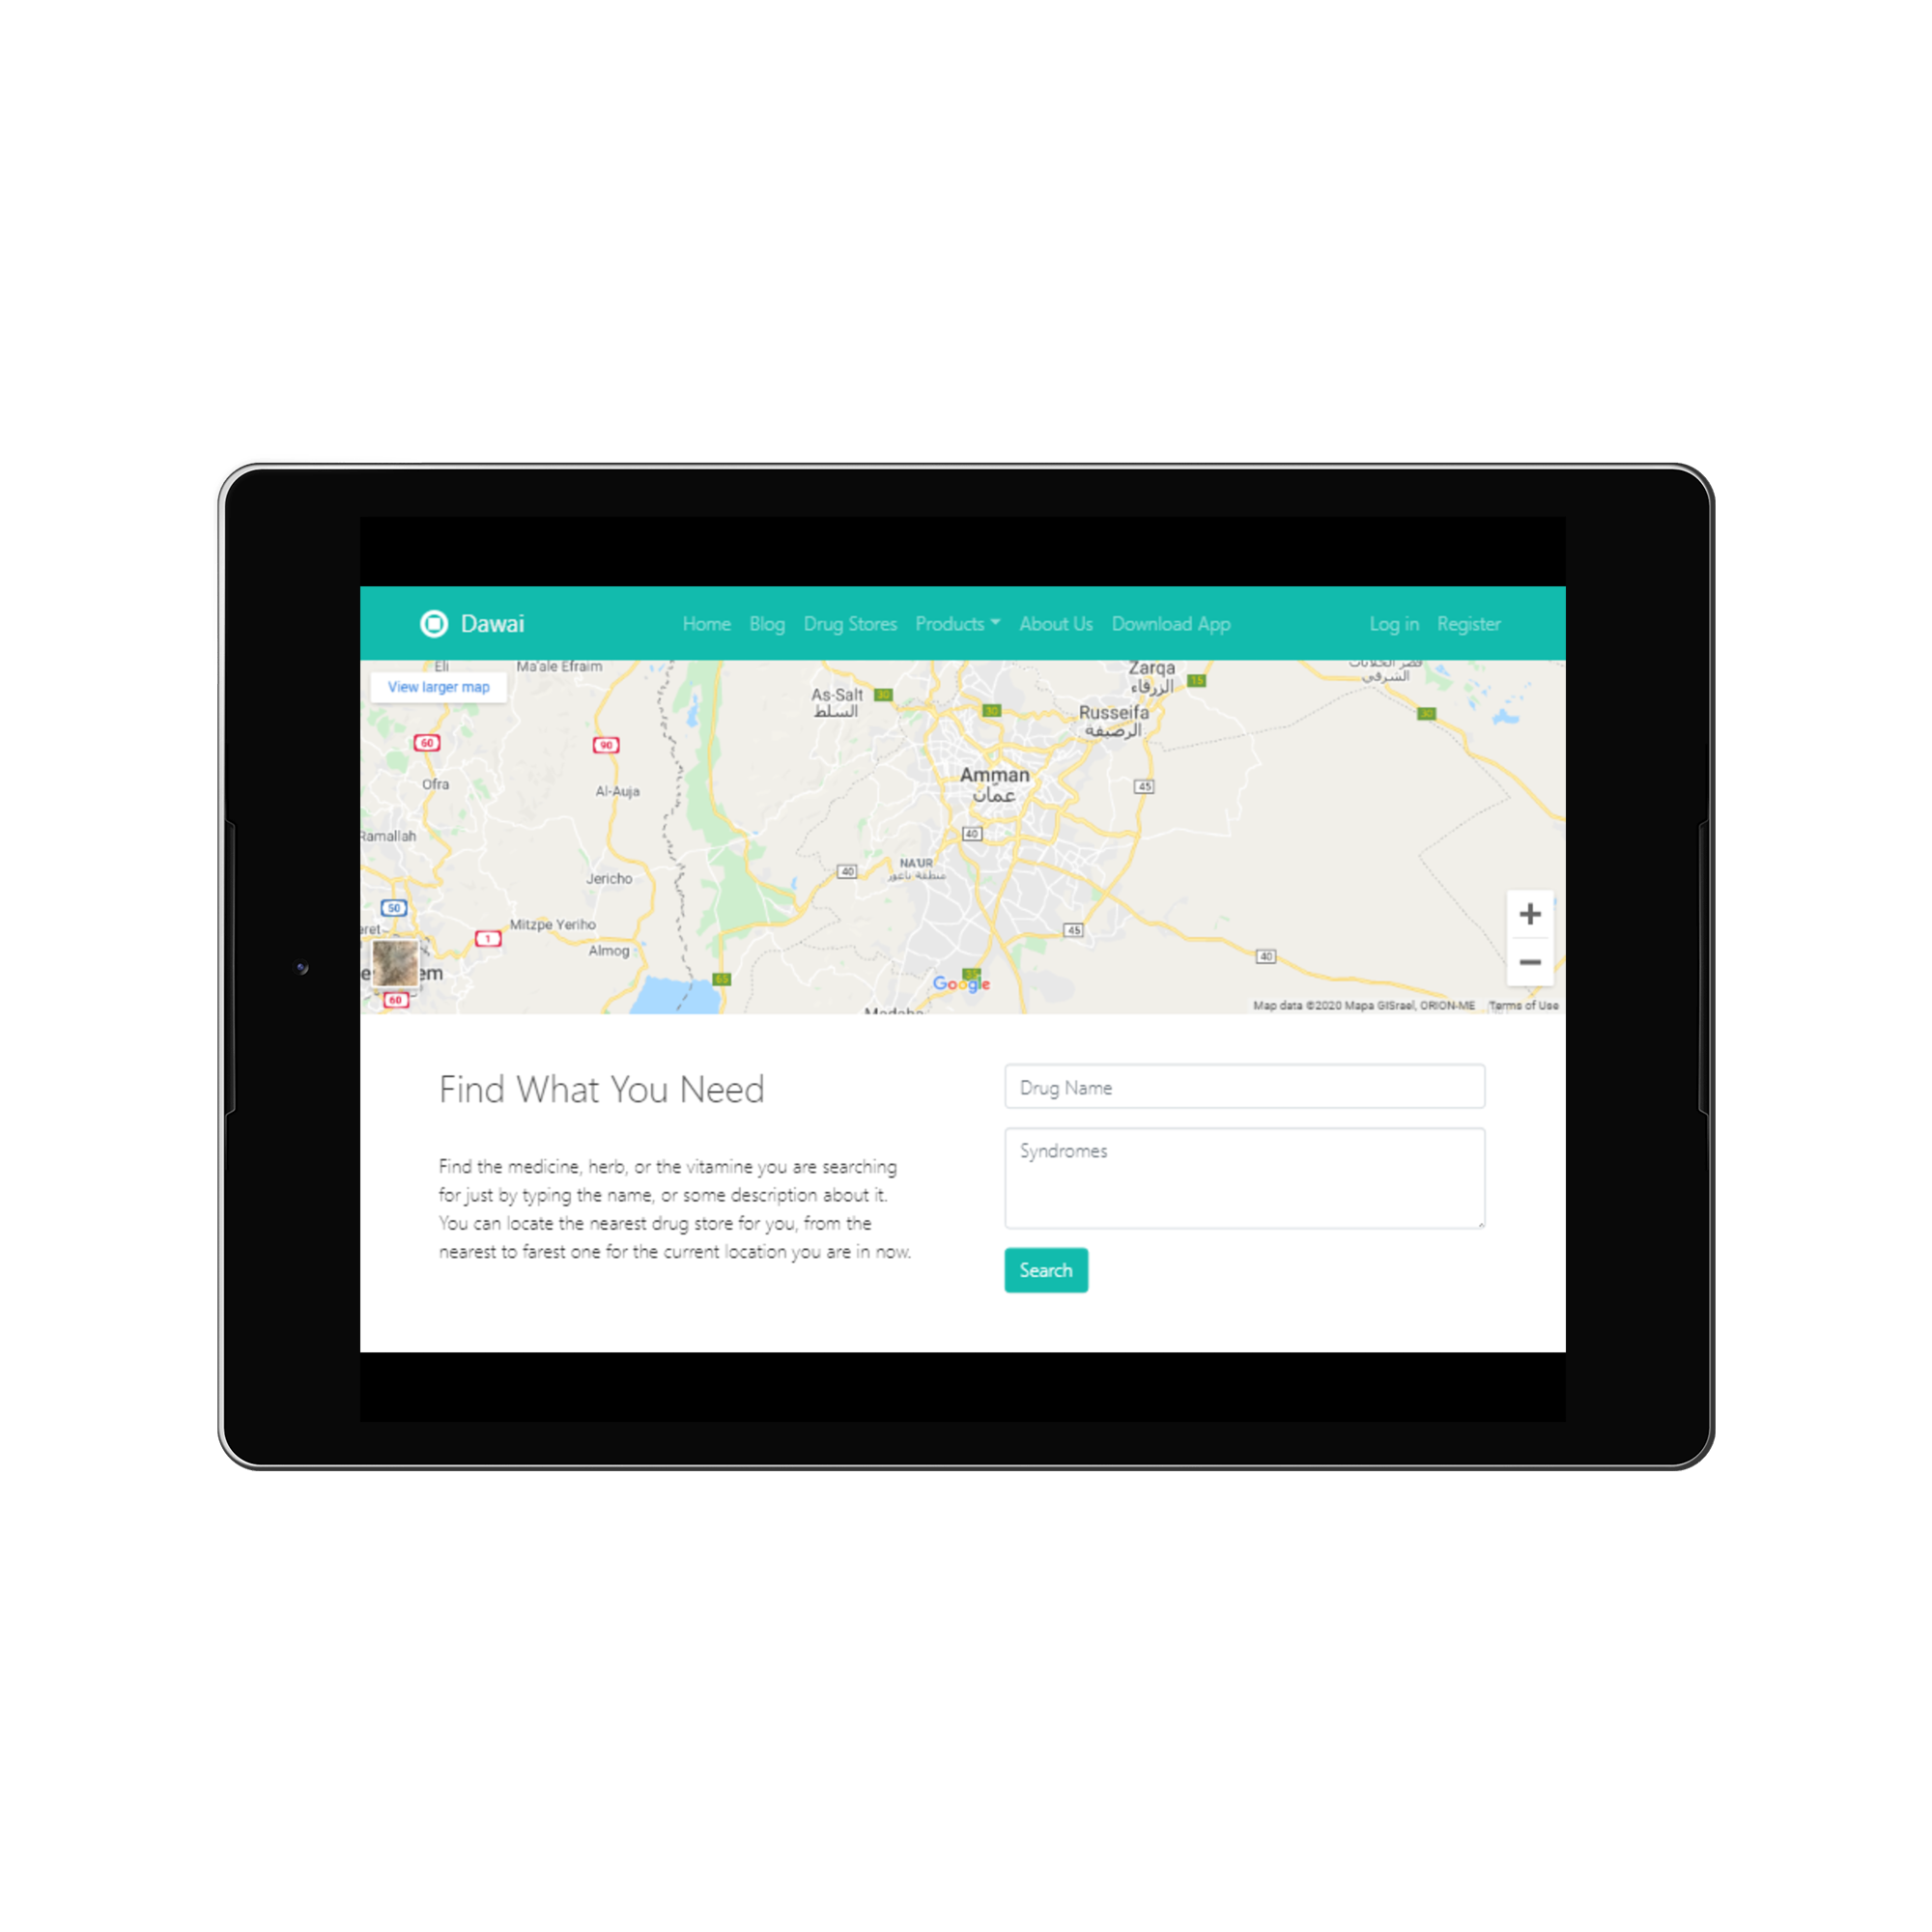 Dawai
Home Blog Drug Stores Products About Us Download App
Log in Register
View larger map
Eli
Ma'ale Efraim
As-Salt
السلط
30
30
Zarqa
الزرقاء
15
Russeifa
الرصيفة
الشرقي
30
60
90
Ofra
Al-Auja
Amman
عمان
45
Ramallah
40
Jericho
40
NA'UR
منطقة ناعور
50
Mitzpe Yeriho
1
Almog
45
40
em
60
65
35
Google
Map data ©2020 Mapa GISrael, ORION-ME Terms of Use
Find What You Need
Find the medicine, herb, or the vitamine you are searching
for just by typing the name, or some description about it.
You can locate the nearest drug store for you, from the
nearest to farest one for the current location you are in now.
Drug Name
Syndromes
Search